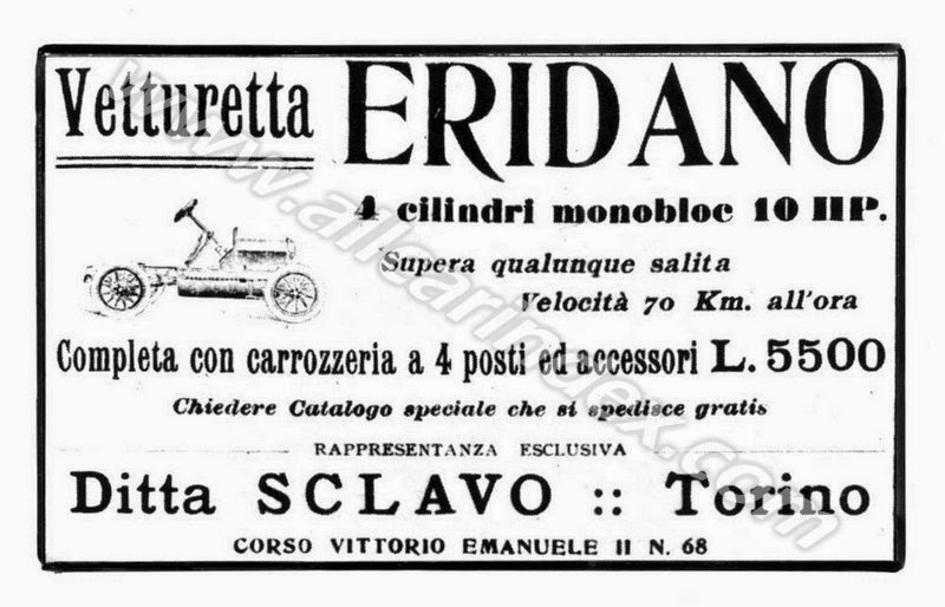 Vetturetta ERIDANO
4 cilindri monobloc 10 HP.
Supera qualunque salita
Velocità 70 Km. all'ora
Completa con carrozzeria a 4 posti ed accessori L. 5500
Chiedere Catalogo speciale che si spedisce gratis
RAPPRESENTANZA ESCLUSIVA
Ditta SCLAVO :: Torino
CORSO VITTORIO EMANUELE II N. 68
www.allcarindex.com